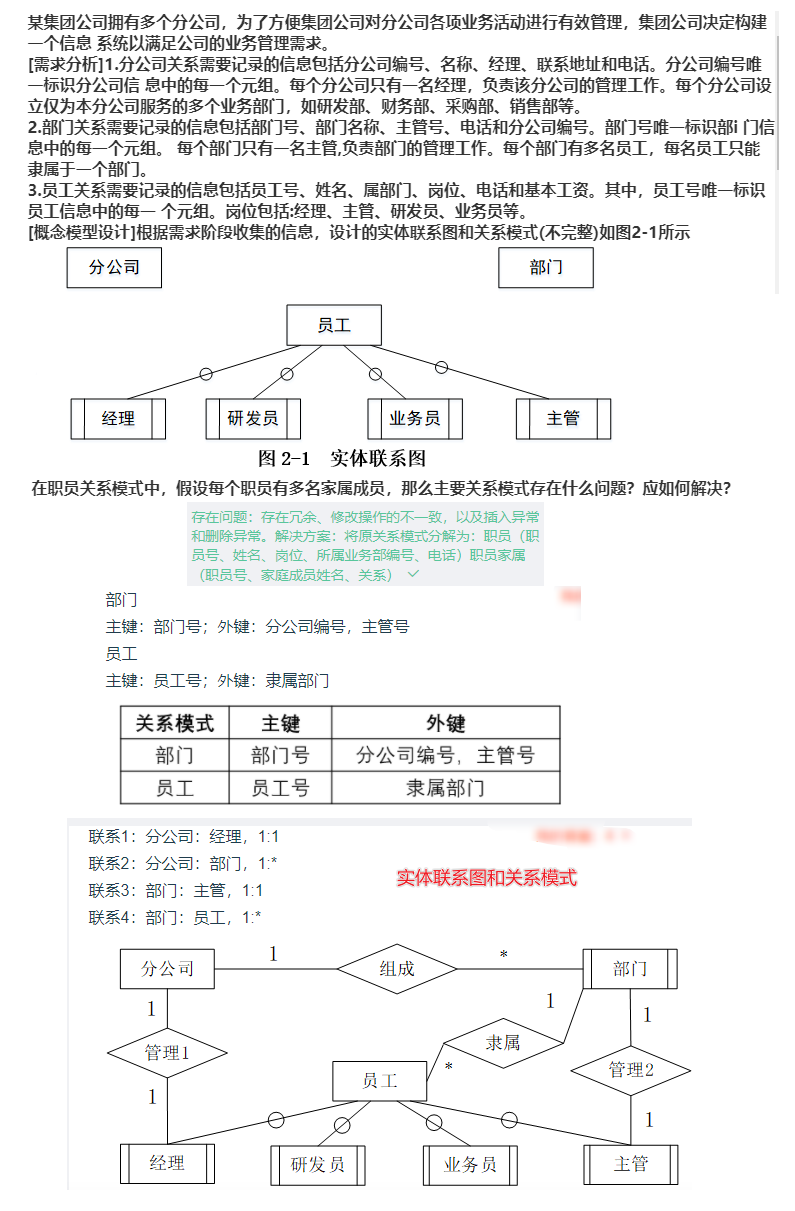 某集团公司拥有多个分公司，为了方便集团公司对分公司各项业务活动进行有效管理，集团公司决定构建
一个信息 系统以满足公司的业务管理需求。
[需求分析]1.分公司关系需要记录的信息包括分公司编号、名称、经理、联系地址和电话。分公司编号唯
一标识分公司信 息中的每一个元组。每个分公司只有一名经理，负责该分公司的管理工作。每个分公司设
立仅为本分公司服务的多个业务部门，如研发部、财务部、采购部、销售部等。
2.部门关系需要记录的信息包括部门号、部门名称、主管号、电话和分公司编号。部门号唯一标识部i 门信
息中的每一个元组。 每个部门只有一名主管,负责部门的管理工作。每个部门有多名员工，每名员工只能
隶属于一个部门。
3.员工关系需要记录的信息包括员工号、姓名、属部门、岗位、电话和基本工资。其中，员工号唯一标识
员工信息中的每一 个元组。岗位包括:经理、主管、研发员、业务员等。
[概念模型设计]根据需求阶段收集的信息，设计的实体联系图和关系模式(不完整)如图2-1所示
分公司 部门
员工
经理 研发员 业务员 主管
图 2-1 实体联系图
在职员关系模式中，假设每个职员有多名家属成员，那么主要关系模式存在什么问题？应如何解决？
存在问题：存在冗余、修改操作的不一致，以及插入异常
和删除异常。解决方案：将原关系模式分解为：职员（职
员号、姓名、岗位、所属业务部编号、电话）职员家属
（职员号、家庭成员姓名、关系）
部门
主键：部门号；外键：分公司编号，主管号
员工
主键：员工号；外键：隶属部门
关系模式 主键 外键
部门 部门号 分公司编号，主管号
员工 员工号 隶属部门
联系1：分公司：经理，1:1
联系2：分公司：部门，1:*
联系3：部门：主管，1:1
联系4：部门：员工，1:*
实体联系图和关系模式
分公司 1 组成 * 部门
1 1 1
管理1 隶属 管理2
员工 *
1 1
经理 研发员 业务员 主管